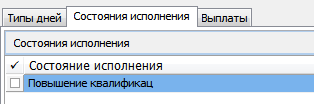 Типы дней Состояния исполнения Выплаты
Состояния исполнения
✓ Состояние исполнения
Повышение квалификац